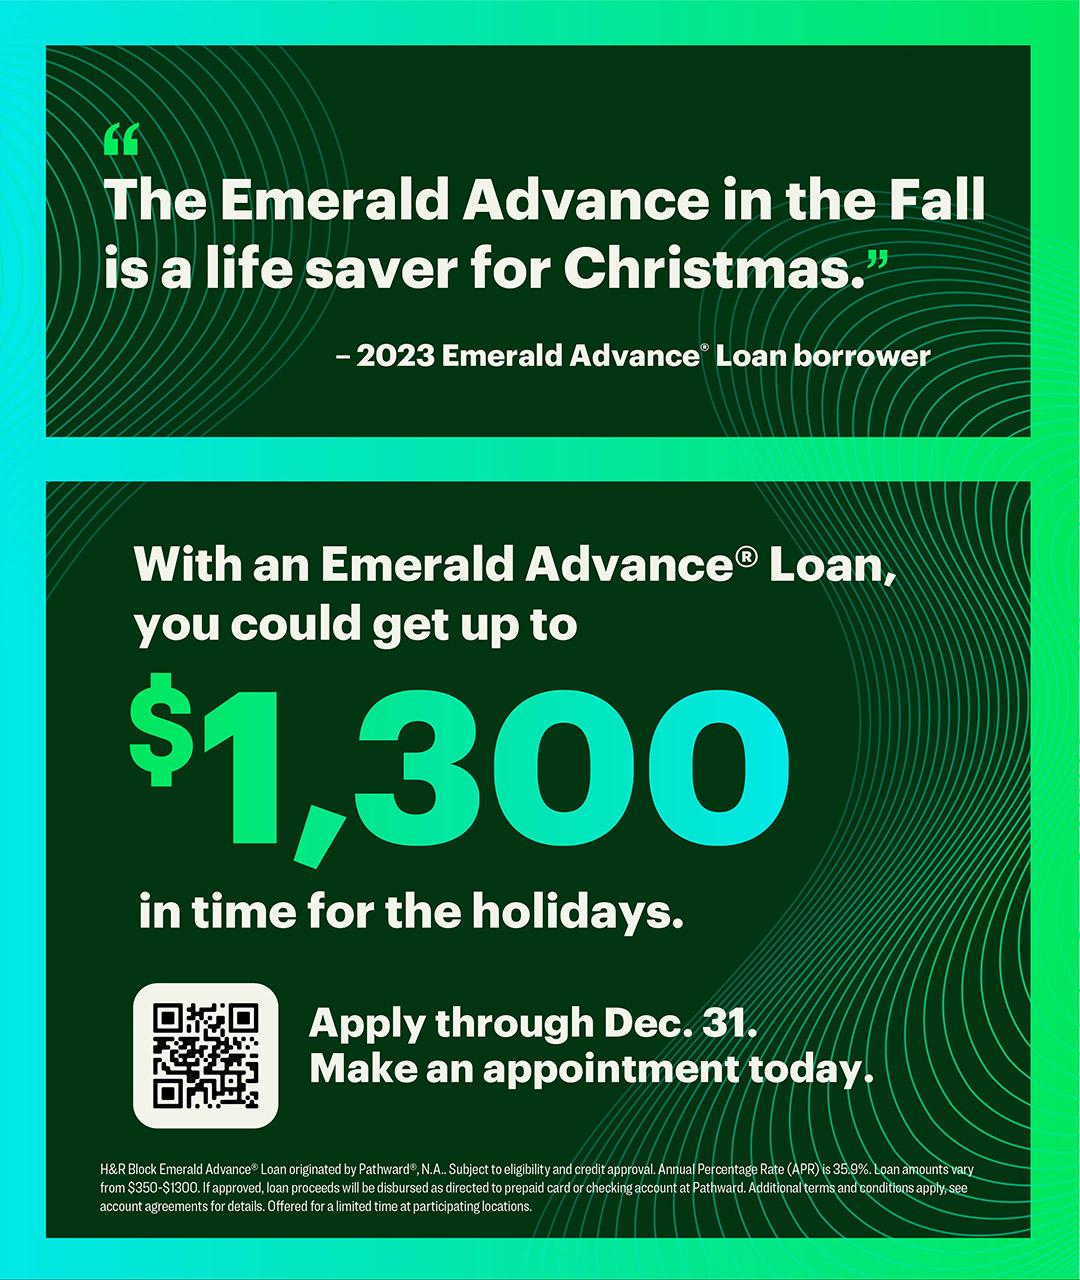 “
The Emerald Advance in the Fall
is a life saver for Christmas.”
– 2023 Emerald Advance® Loan borrower
With an Emerald Advance® Loan,
you could get up to
$1,300
in time for the holidays.
Apply through Dec. 31.
Make an appointment today.
H&R Block Emerald Advance® Loan originated by Pathward®, N.A.. Subject to eligibility and credit approval. Annual Percentage Rate (APR) is 35.9%. Loan amounts vary
from $350-$1300. If approved, loan proceeds will be disbursed as directed to prepaid card or checking account at Pathward. Additional terms and conditions apply, see
account agreements for details. Offered for a limited time at participating locations.